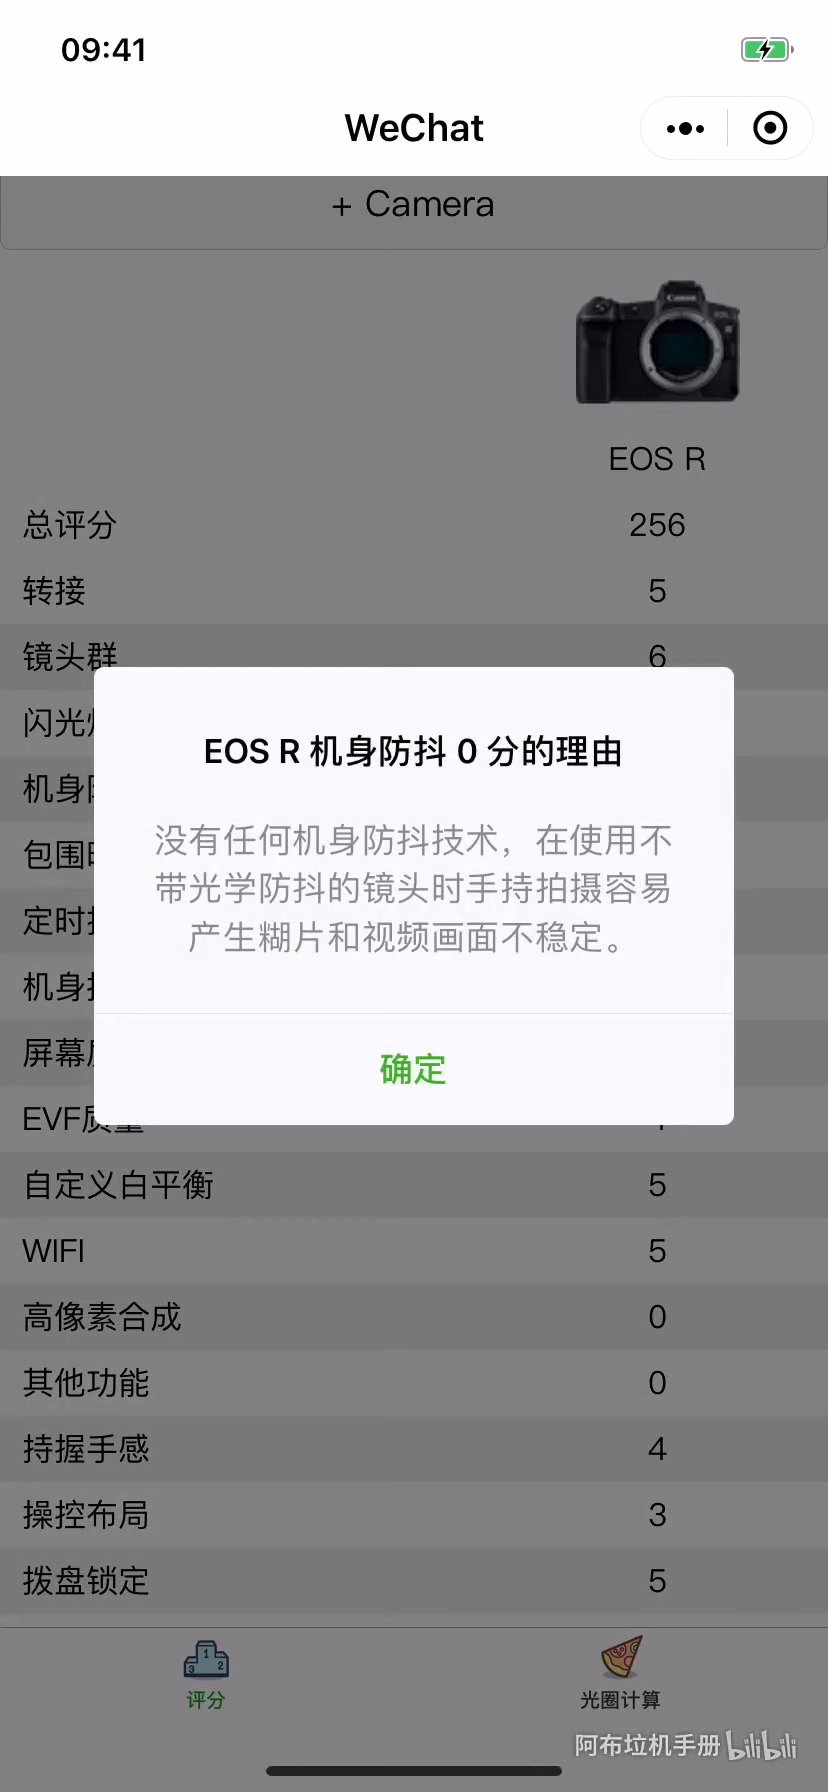 09:41
WeChat
+ Camera
Canon
EOS R
总评分 256
转接 5
镜头群 6
闪光
机身
包围
定时
机身
屏幕
EOS R 机身防抖 0 分的理由
没有任何机身防抖技术，在使用不
带光学防抖的镜头时手持拍摄容易
产生糊片和视频画面不稳定。
确定
EVF质量
自定义白平衡 5
WIFI 5
高像素合成 0
其他功能 0
持握手感 4
操控布局 3
拨盘锁定 5
1
3 2
评分
光圈计算
阿布垃机手册 bilibili